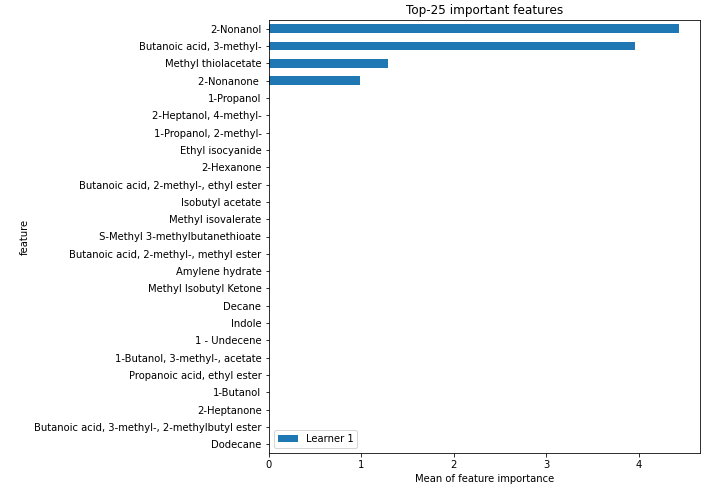 Top-25 important features
2-Nonanol
Butanoic acid, 3-methyl-
Methyl thiolacetate
2-Nonanone
1-Propanol
2-Heptanol, 4-methyl-
1-Propanol, 2-methyl-
Ethyl isocyanide
2-Hexanone
Butanoic acid, 2-methyl-, ethyl ester
Isobutyl acetate
Methyl isovalerate
S-Methyl 3-methylbutanethioate
Butanoic acid, 2-methyl-, methyl ester
Amylene hydrate
Methyl Isobutyl Ketone
Decane
Indole
1 - Undecene
1-Butanol, 3-methyl-, acetate
Propanoic acid, ethyl ester
1-Butanol
2-Heptanone
Butanoic acid, 3-methyl-, 2-methylbutyl ester
Dodecane
feature
Learner 1
0 1 2 3 4
Mean of feature importance